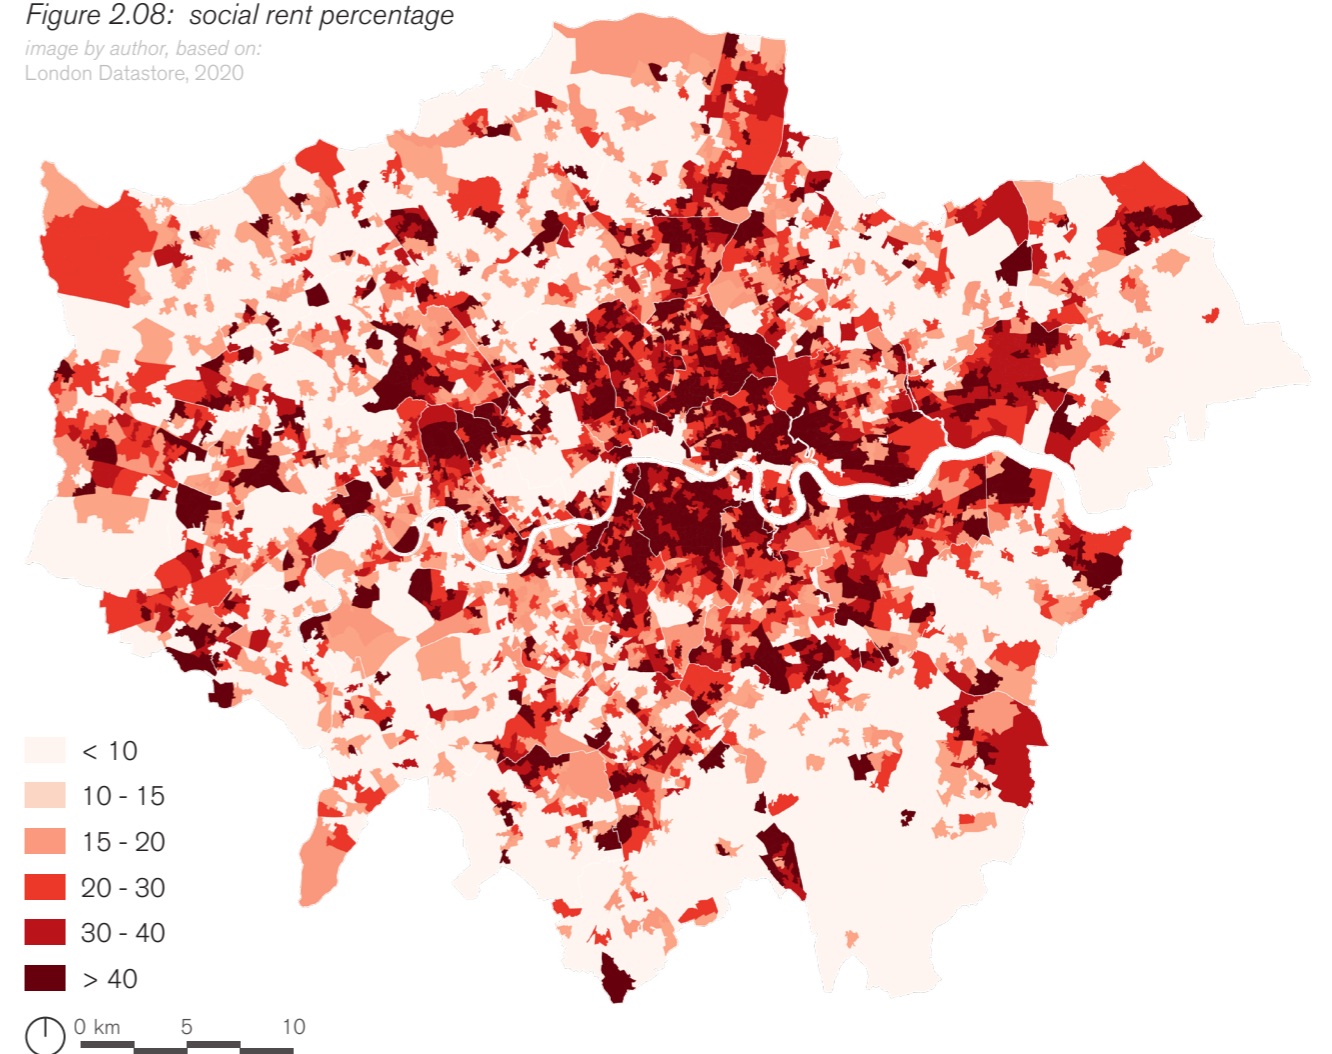 Figure 2.08:  social rent percentage
image by author, based on:
London Datastore, 2020
< 10
10 - 15
15 - 20
20 - 30
30 - 40
> 40
0 km 5 10